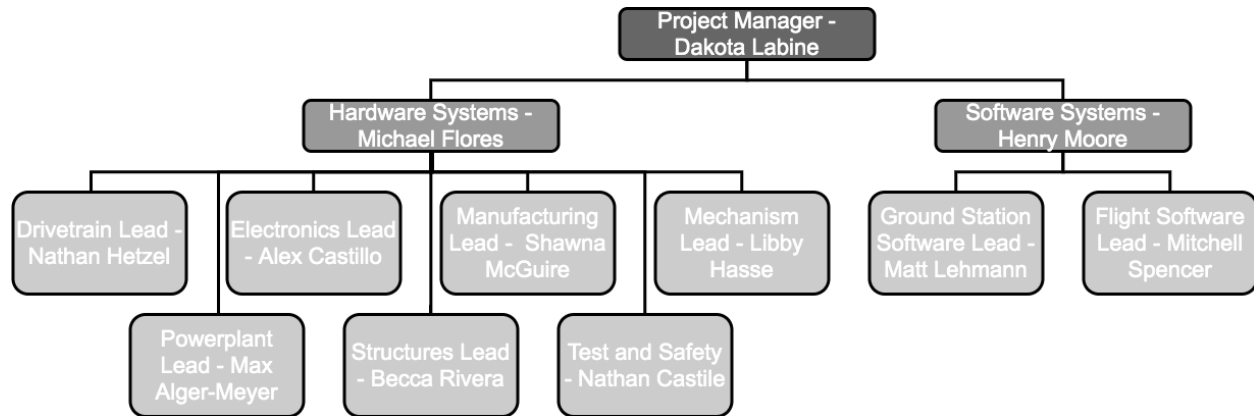 Project Manager -
Dakota Labine
Hardware Systems -
Michael Flores
Software Systems -
Henry Moore
Drivetrain Lead -
Nathan Hetzel
Electronics Lead
- Alex Castillo
Manufacturing
Lead - Shawna
McGuire
Mechanism
Lead - Libby
Hasse
Ground Station
Software Lead -
Matt Lehmann
Flight Software
Lead - Mitchell
Spencer
Powerplant
Lead - Max
Alger-Meyer
Structures Lead
- Becca Rivera
Test and Safety
- Nathan Castile